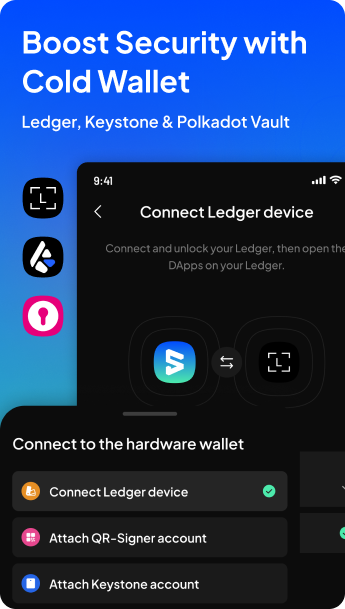 Boost Security with
Cold Wallet
Ledger, Keystone & Polkadot Vault
9:41
Connect Ledger device
Connect and unlock your Ledger, then open the
DApps on your Ledger.
Connect to the hardware wallet
Connect Ledger device
Attach QR-Signer account
Attach Keystone account